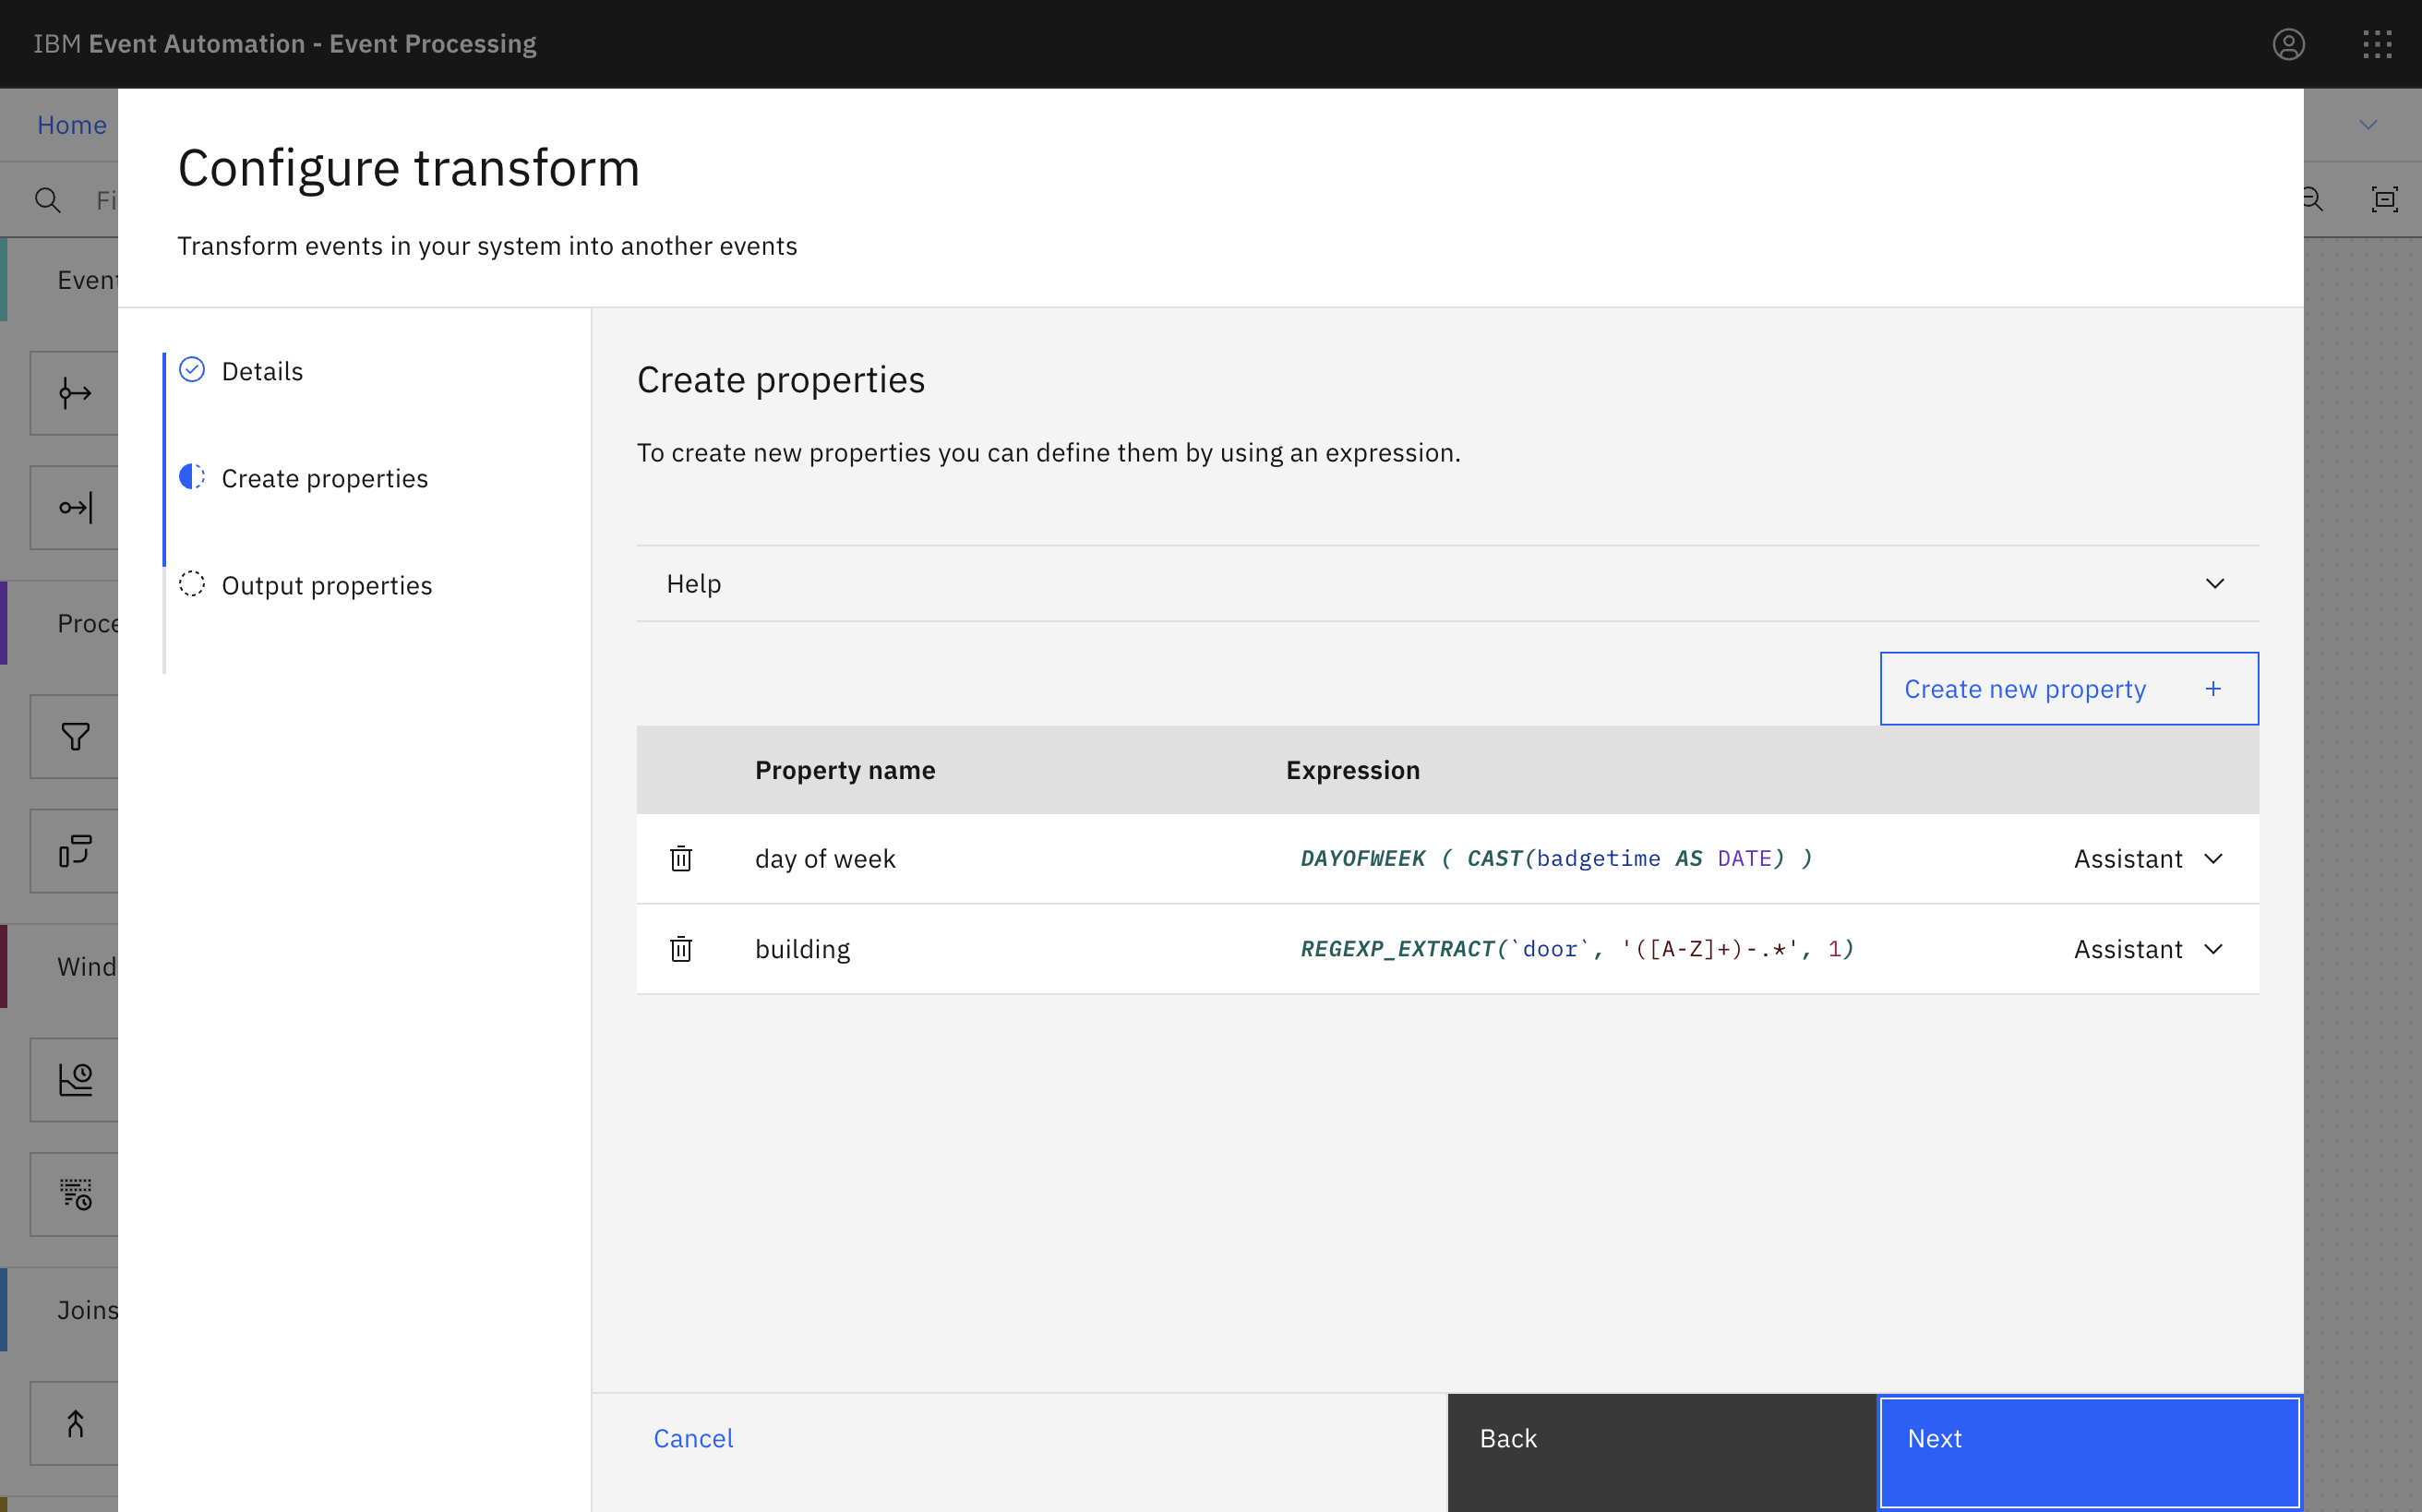 IBM Event Automation - Event Processing
Home
Configure transform
Transform events in your system into another events
Details
Create properties
Output properties
Create properties
To create new properties you can define them by using an expression.
Help
Create new property +
Property name Expression
day of week DAYOFWEEK ( CAST(badgetime AS DATE) ) Assistant
building REGEXP_EXTRACT(`door`, '([A-Z]+)-.*', 1) Assistant
Cancel Back Next
Fi
Event
Proce
Wind
Joins